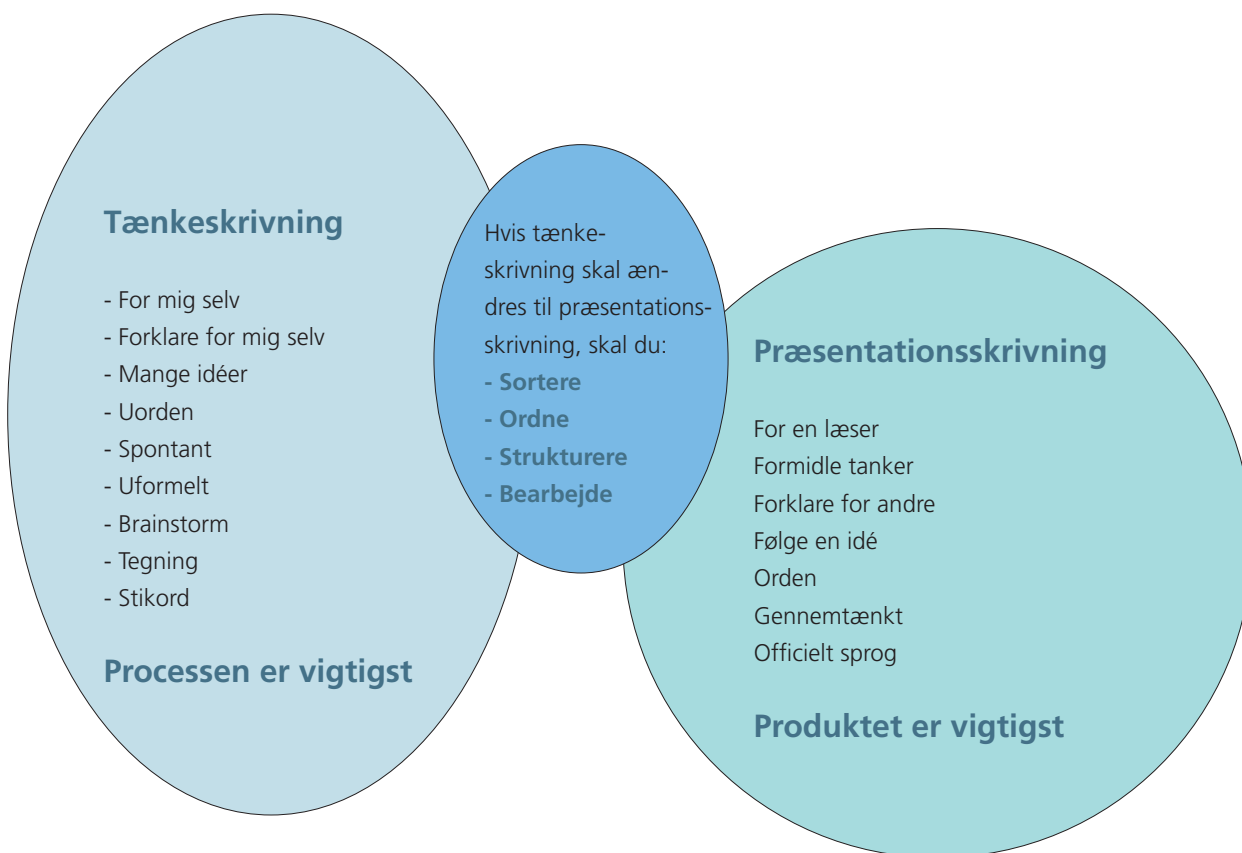 Tænkeskrivning
- For mig selv
- Forklare for mig selv
- Mange idéer
- Uorden
- Spontant
- Uformelt
- Brainstorm
- Tegning
- Stikord
Processen er vigtigst
Hvis tænke-
skrivning skal æn-
dres til præsentations-
skrivning, skal du:
- Sortere
- Ordne
- Strukturere
- Bearbejde
Præsentationsskrivning
For en læser
Formidle tanker
Forklare for andre
Følge en idé
Orden
Gennemtænkt
Officielt sprog
Produktet er vigtigst